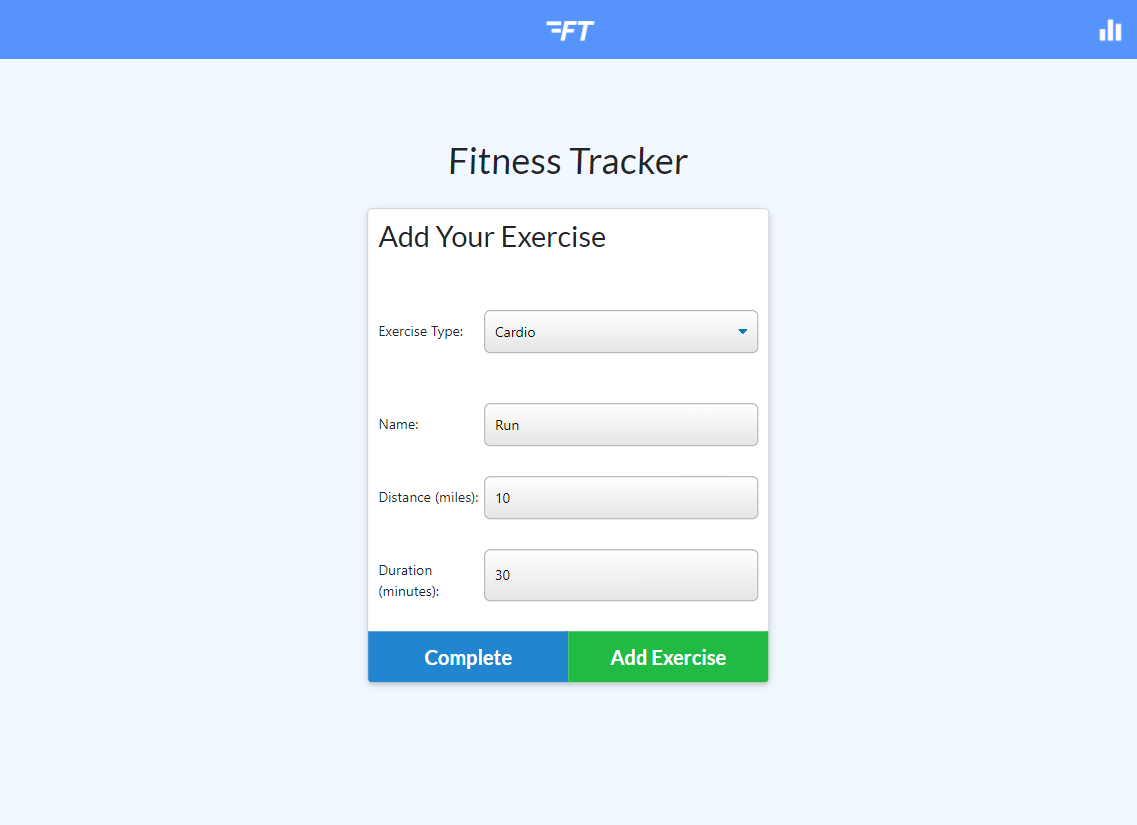 FT
Fitness Tracker
Add Your Exercise
Exercise Type: Cardio
Name: Run
Distance (miles): 10
Duration
(minutes): 30
Complete Add Exercise